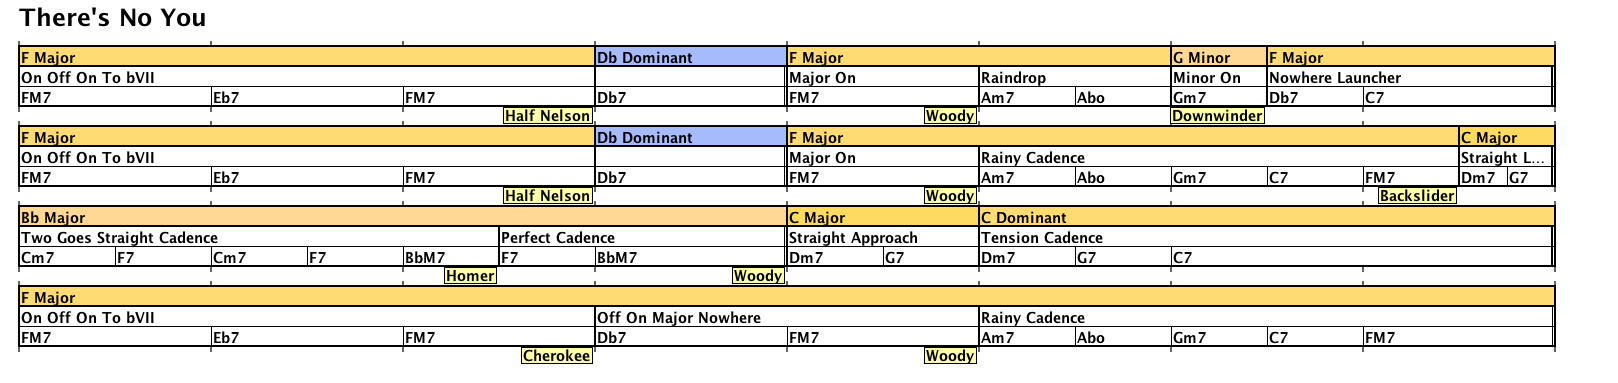 There's No You
F Major Db Dominant F Major G Minor F Major
On Off On To bVII Major On Raindrop Minor On Nowhere Launcher
FM7 Eb7 FM7 Db7 FM7 Am7 Abo Gm7 Db7 C7
Half Nelson Woody Downwinder
F Major Db Dominant F Major C Major
On Off On To bVII Major On Rainy Cadence Straight L...
FM7 Eb7 FM7 Db7 FM7 Am7 Abo Gm7 C7 FM7 Dm7 G7
Half Nelson Woody Backslider
Bb Major C Major C Dominant
Two Goes Straight Cadence Perfect Cadence Straight Approach Tension Cadence
Cm7 F7 Cm7 F7 BbM7 F7 BbM7 Dm7 G7 Dm7 G7 C7
Homer Woody
F Major
On Off On To bVII Off On Major Nowhere Rainy Cadence
FM7 Eb7 FM7 Db7 FM7 Am7 Abo Gm7 C7 FM7
Cherokee Woody